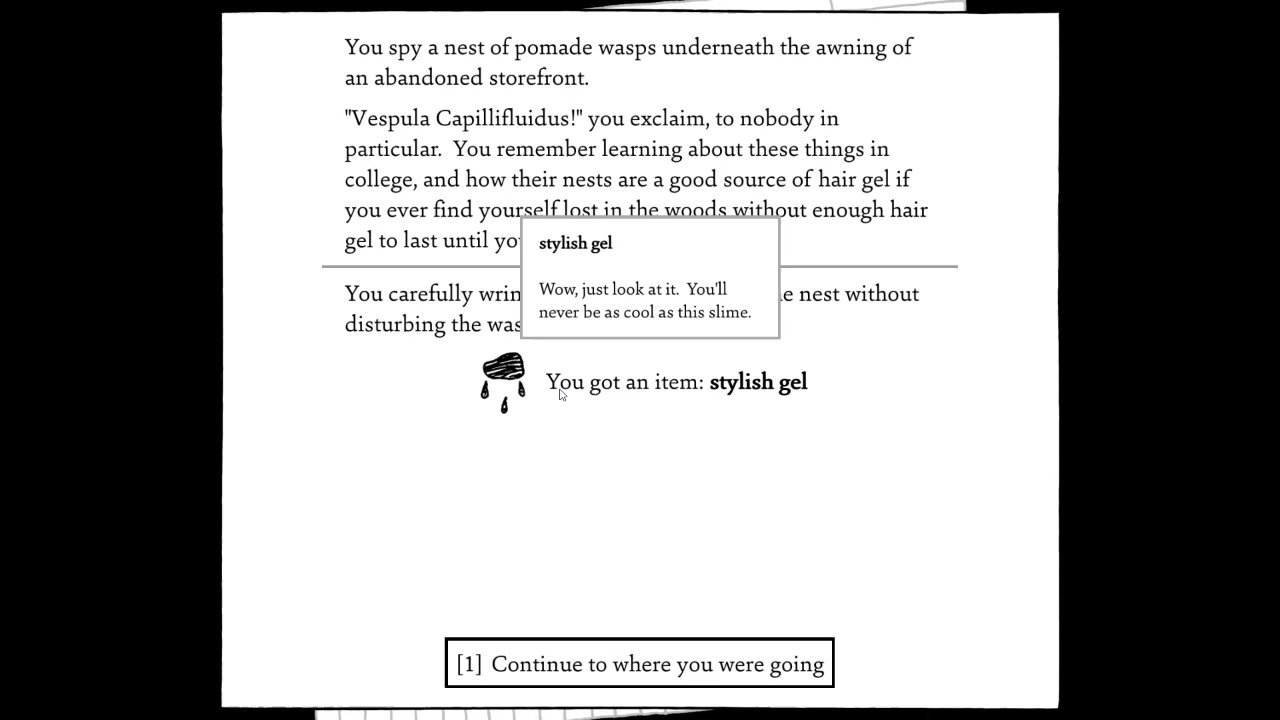 You spy a nest of pomade wasps underneath the awning of
an abandoned storefront.
"Vespula Capillifluidus!" you exclaim, to nobody in
particular.  You remember learning about these things in
college, and how their nests are a good source of hair gel if
you ever find yourself lost in the woods without enough hair
gel to last until
stylish gel
Wow, just look at it.  You'll
never be as cool as this slime.
You carefully nest without
disturbing the
You got an item: stylish gel
[1] Continue to where you were going